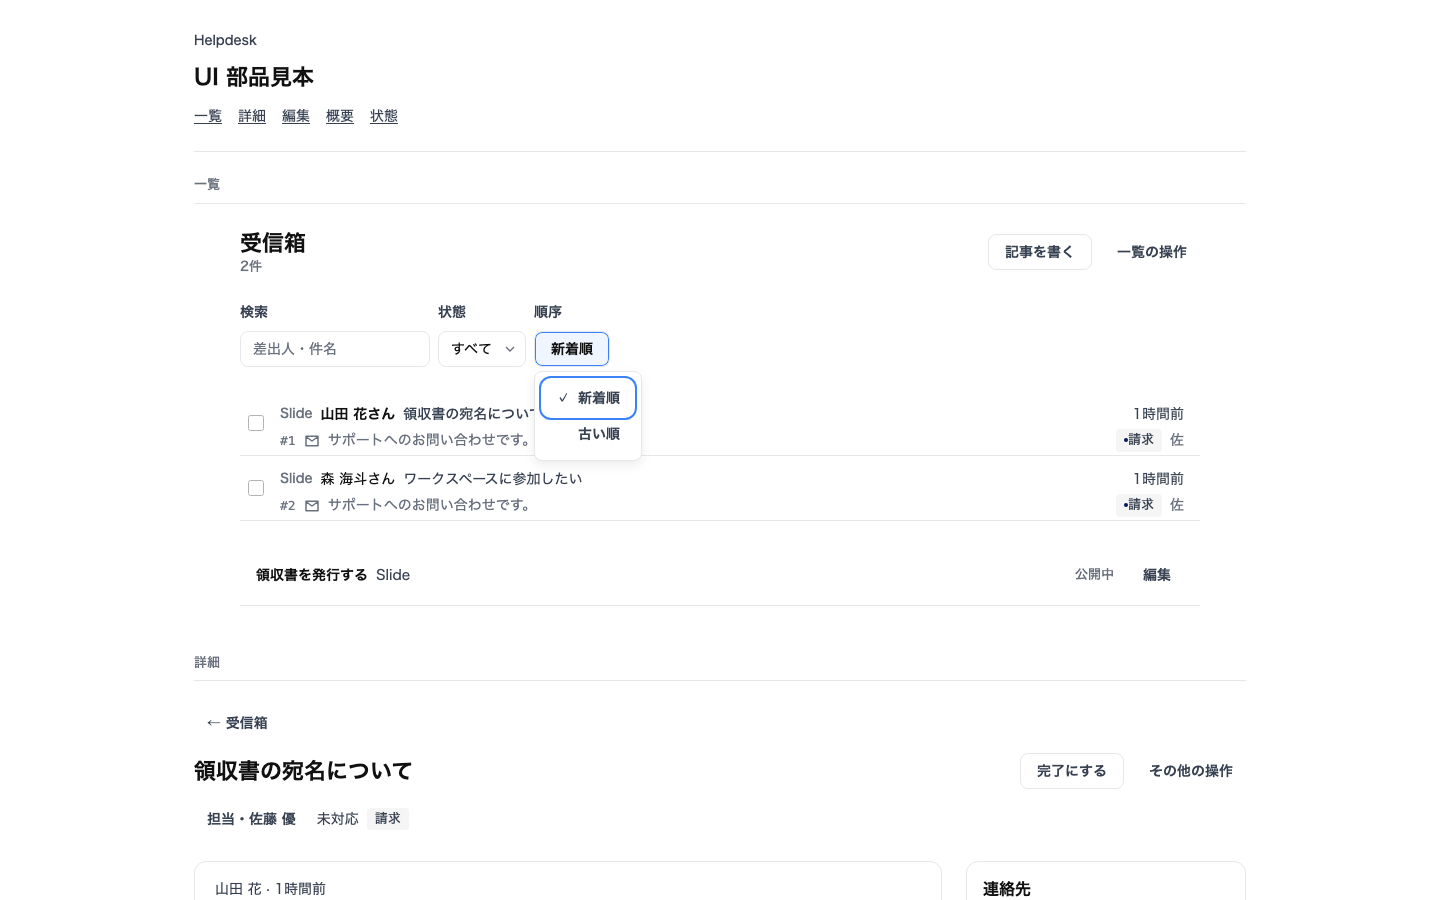 Helpdesk
UI 部品見本
一覧 詳細 編集 概要 状態
一覧
受信箱
2件
記事を書く 一覧の操作
検索 状態 順序
差出人・件名 すべて 新着順
✓ 新着順
古い順
Slide 山田 花さん 領収書の宛名につい 1時間前
#1 サポートへのお問い合わせです。 •請求 佐
Slide 森 海斗さん ワークスペースに参加したい 1時間前
#2 サポートへのお問い合わせです。 •請求 佐
領収書を発行する Slide 公開中 編集
詳細
← 受信箱
領収書の宛名について 完了にする その他の操作
担当・佐藤 優 未対応 請求
山田 花 · 1時間前
連絡先